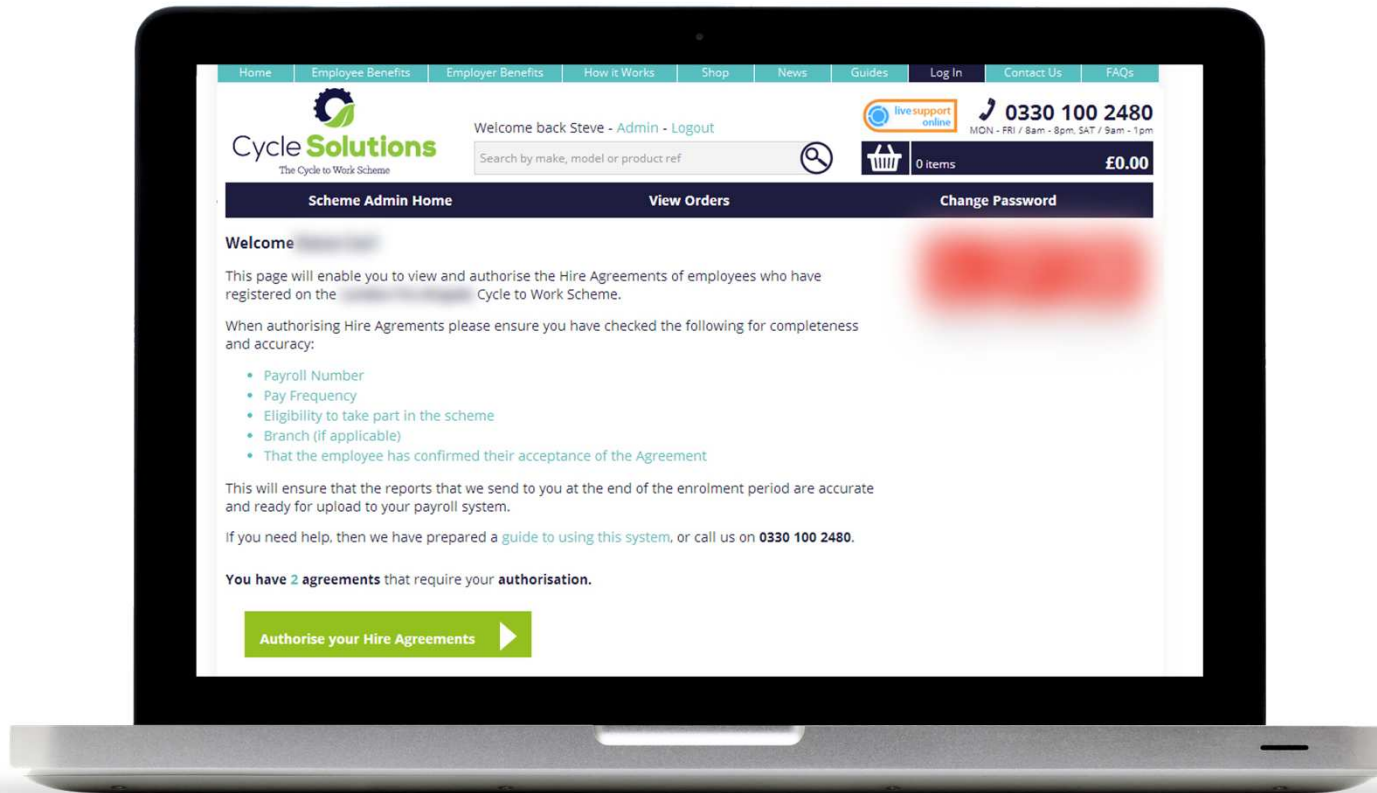 Home Employee Benefits Employer Benefits How it Works Shop News Guides Log In Contact Us FAQs
Cycle Solutions
The Cycle to Work Scheme
Welcome back Steve - Admin - Logout
Search by make, model or product ref
live support
online
0330 100 2480
MON - FRI / 8am - 8pm, SAT / 9am - 1pm
0 items £0.00
Scheme Admin Home View Orders Change Password
Welcome
This page will enable you to view and authorise the Hire Agreements of employees who have
registered on the Cycle to Work Scheme.
When authorising Hire Agrements please ensure you have checked the following for completeness
and accuracy:
• Payroll Number
• Pay Frequency
• Eligibility to take part in the scheme
• Branch (if applicable)
• That the employee has confirmed their acceptance of the Agreement
This will ensure that the reports that we send to you at the end of the enrolment period are accurate
and ready for upload to your payroll system.
If you need help, then we have prepared a guide to using this system, or call us on 0330 100 2480.
You have 2 agreements that require your authorisation.
Authorise your Hire Agreements